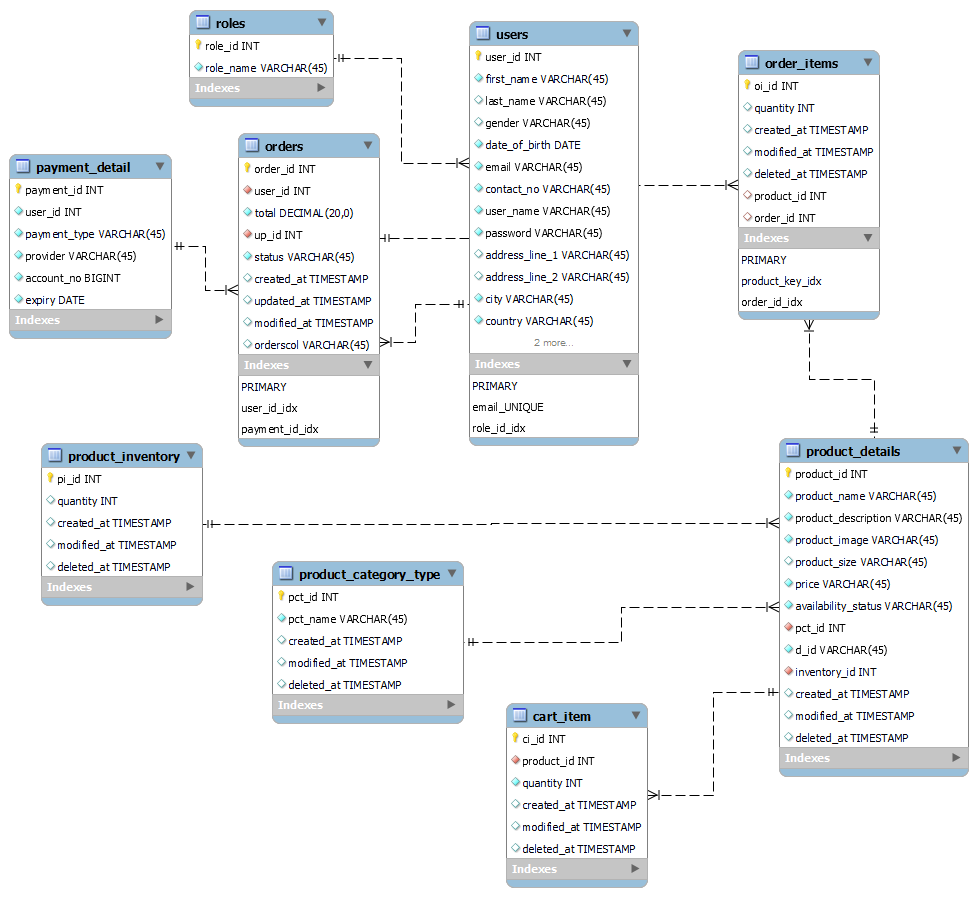 roles
role_id INT
role_name VARCHAR(45)
Indexes
users
user_id INT
first_name VARCHAR(45)
last_name VARCHAR(45)
gender VARCHAR(45)
date_of_birth DATE
email VARCHAR(45)
contact_no VARCHAR(45)
user_name VARCHAR(45)
password VARCHAR(45)
address_line_1 VARCHAR(45)
address_line_2 VARCHAR(45)
city VARCHAR(45)
country VARCHAR(45)
2 more...
Indexes
PRIMARY
email_UNIQUE
role_id_idx
order_items
oi_id INT
quantity INT
created_at TIMESTAMP
modified_at TIMESTAMP
deleted_at TIMESTAMP
product_id INT
order_id INT
Indexes
PRIMARY
product_key_idx
order_id_idx
orders
order_id INT
user_id INT
total DECIMAL(20,0)
up_id INT
status VARCHAR(45)
created_at TIMESTAMP
updated_at TIMESTAMP
modified_at TIMESTAMP
orderscol VARCHAR(45)
Indexes
PRIMARY
user_id_idx
payment_id_idx
payment_detail
payment_id INT
user_id INT
payment_type VARCHAR(45)
provider VARCHAR(45)
account_no BIGINT
expiry DATE
Indexes
product_inventory
pi_id INT
quantity INT
created_at TIMESTAMP
modified_at TIMESTAMP
deleted_at TIMESTAMP
Indexes
product_details
product_id INT
product_name VARCHAR(45)
product_description VARCHAR(45)
product_image VARCHAR(45)
product_size VARCHAR(45)
price VARCHAR(45)
availability_status VARCHAR(45)
pct_id INT
d_id VARCHAR(45)
inventory_id INT
created_at TIMESTAMP
modified_at TIMESTAMP
deleted_at TIMESTAMP
Indexes
product_category_type
pct_id INT
pct_name VARCHAR(45)
created_at TIMESTAMP
modified_at TIMESTAMP
deleted_at TIMESTAMP
Indexes
cart_item
ci_id INT
product_id INT
quantity INT
created_at TIMESTAMP
modified_at TIMESTAMP
deleted_at TIMESTAMP
Indexes